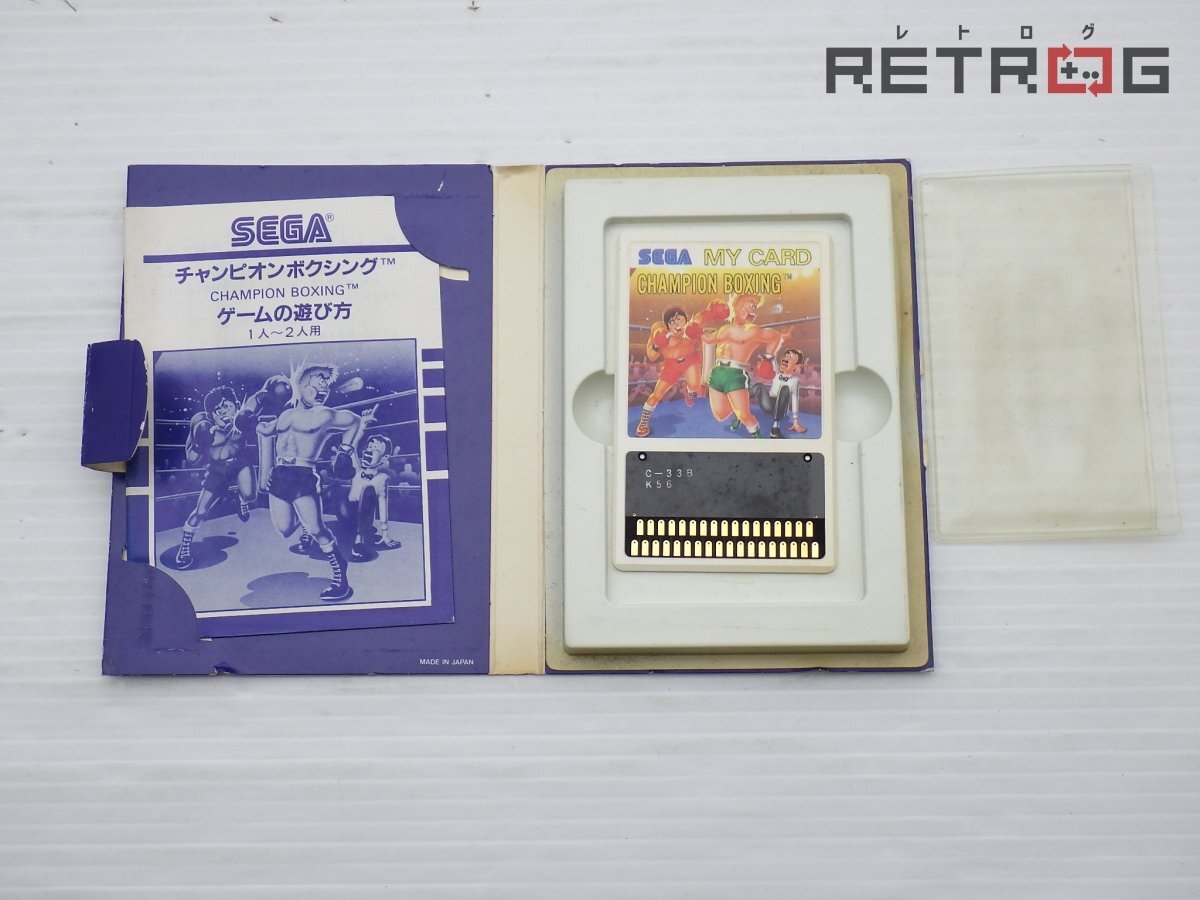 レトログ
RETROG
SEGA®
チャンピオンボクシング™
CHAMPION BOXING™
ゲームの遊び方
1人〜2人用
MADE IN JAPAN
SEGA MY CARD
CHAMPION BOXING™
C-33B
K56